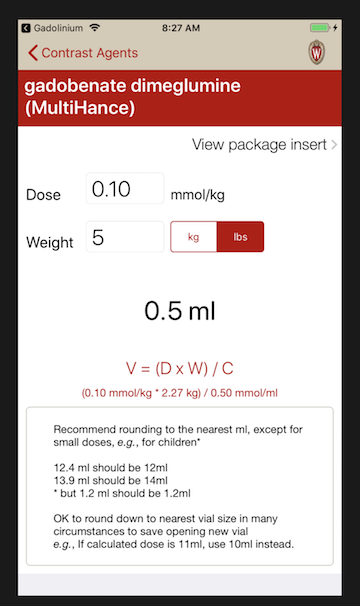 Gadolinium 8:27 AM
Contrast Agents W
gadobenate dimeglumine
(MultiHance)
View package insert >
Dose 0.10 mmol/kg
Weight 5 kg lbs
0.5 ml
V = (D x W) / C
(0.10 mmol/kg * 2.27 kg) / 0.50 mmol/ml
Recommend rounding to the nearest ml, except for
small doses, e.g., for children*
12.4 ml should be 12ml
13.9 ml should be 14ml
* but 1.2 ml should be 1.2ml
OK to round down to nearest vial size in many
circumstances to save opening new vial
e.g., If calculated dose is 11ml, use 10ml instead.